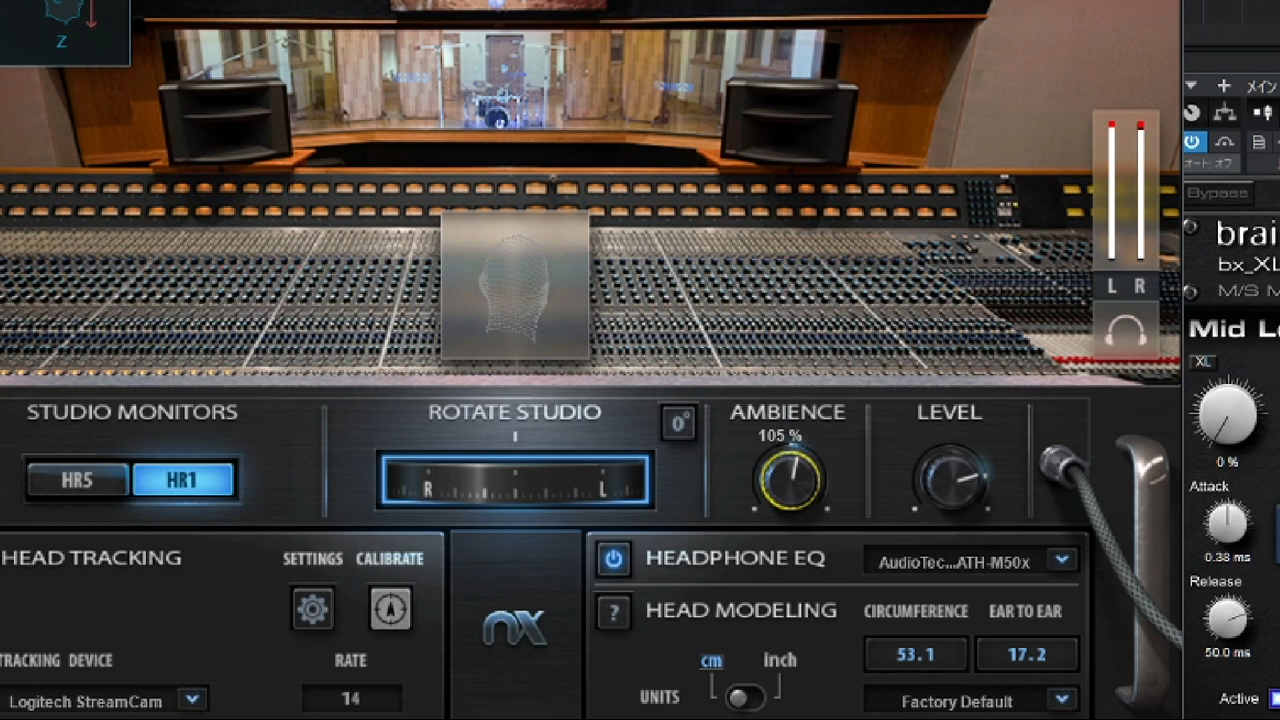 Z
メイン
オート: オフ
Bypass
brai
bx_XL
M/S M
L R
Mid L
XL
0 %
Attack
0.38 ms
Release
50.0 ms
Active
STUDIO MONITORS
HR5 HR1
ROTATE STUDIO
0°
R L
AMBIENCE
105 %
LEVEL
HEAD TRACKING
SETTINGS CALIBRATE
TRACKING DEVICE
RATE
Logitech StreamCam
14
nx
HEADPHONE EQ
AudioTec...ATH-M50x
?
HEAD MODELING
CIRCUMFERENCE EAR TO EAR
53.1 17.2
cm inch
UNITS
Factory Default